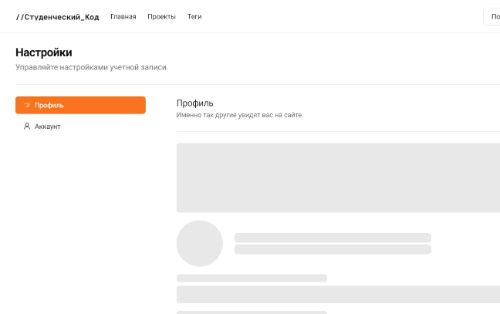 //Студенческий_Код
Главная
Проекты
Теги
По
Настройки
Управляйте настройками учетной записи.
Профиль
Аккаунт
Профиль
Именно так другие увидят вас на сайте.